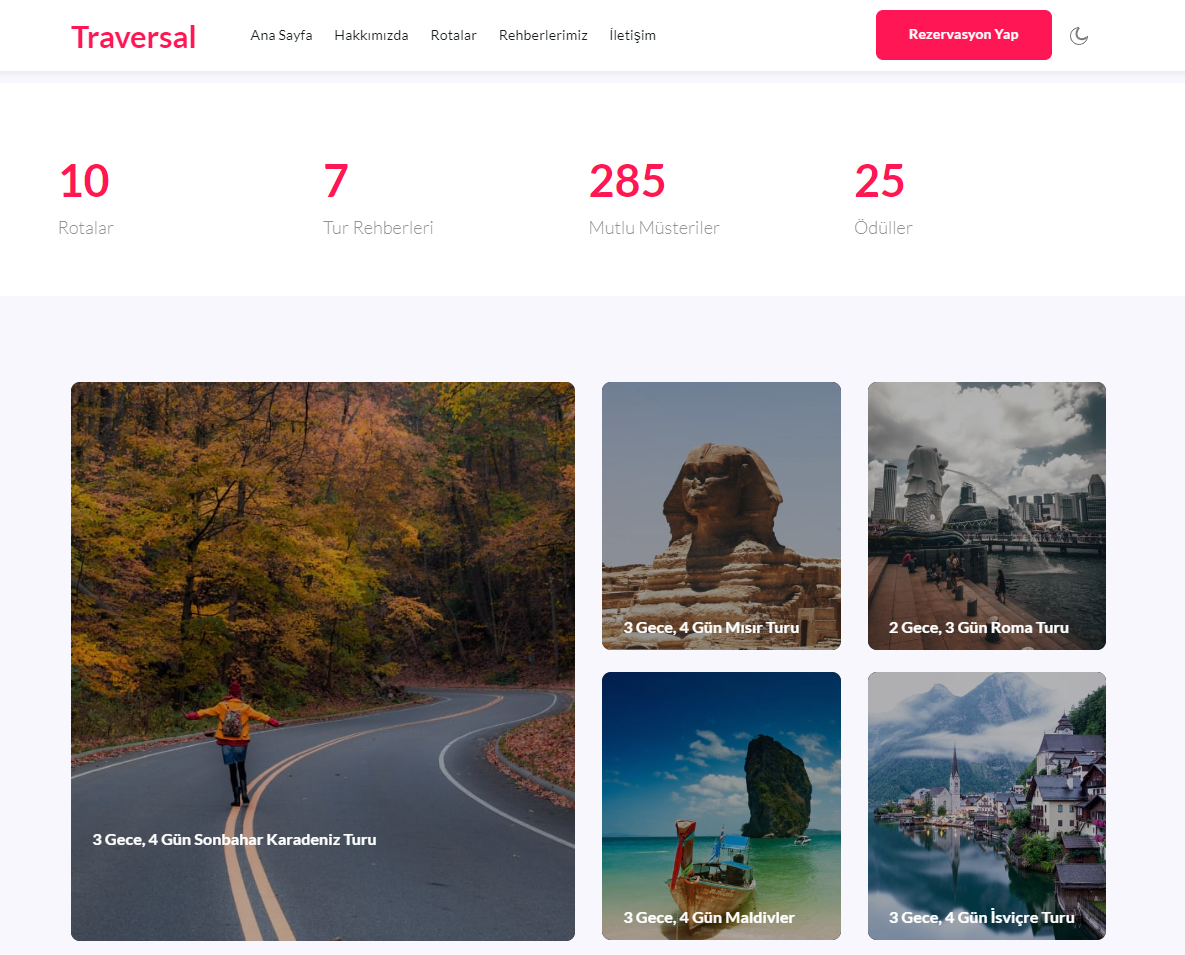 Traversal
Ana Sayfa
Hakkımızda
Rotalar
Rehberlerimiz
İletişim
Rezervasyon Yap
10
7
285
25
Rotalar
Tur Rehberleri
Mutlu Müsteriler
Ödüller
3 Gece, 4 Gün Sonbahar Karadeniz Turu
3 Gece, 4 Gün Mısır Turu
2 Gece, 3 Gün Roma Turu
3 Gece, 4 Gün Maldivler
3 Gece, 4 Gün İsviçre Turu